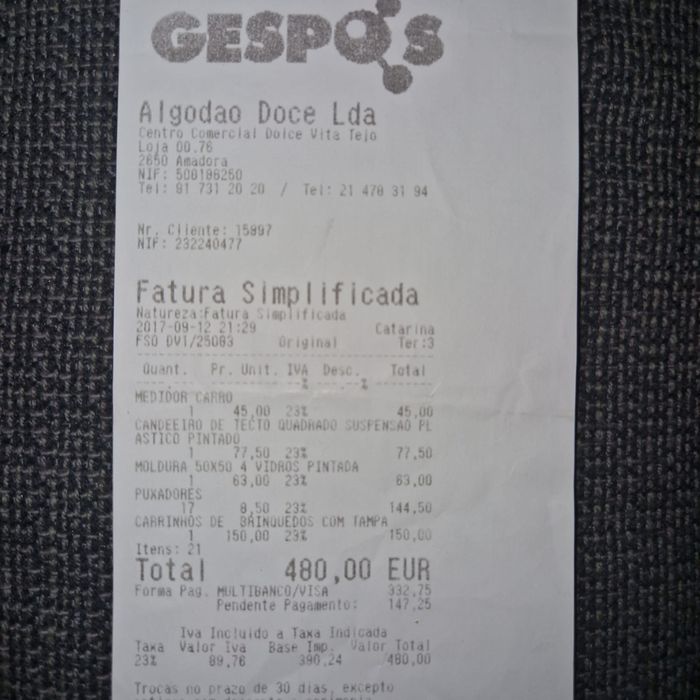 GESPOS
Algodao Doce Lda
Centro Comercial Dolce Vita Tejo
Loja 00.76
2650 Amadora
NIF: 508186250
Tel: 91 731 20 20 / Tel: 21 478 31 94
Nr. Cliente: 15897
NIF: 232240477
Fatura Simplificada
Natureza:Fatura Simplificada
2017-09-12 21:29 Catarina
FSO DV1/25063 Original Ter:3
Quant. Pr. Unit. IVA Desc. Total
% %
MEDIDOR CARRO
1 45,00 23% 45,00
CANDEEIRO DE TECTO QUADRADO SUSPENSAO PL
ASTICO PINTADO
1 77,50 23% 77,50
MOLDURA 50X50 4 VIDROS PINTADA
1 63,00 23% 63,00
PUXADORES
17 8,50 23% 144,50
CARRINHOS DE BRINQUEDOS COM TAMPA
1 150,00 23% 150,00
Itens: 21
Total 480,00 EUR
Forma Pag. MULTIBANCO/VISA 332,75
Pendente Pagamento: 147,25
Iva Incluido a Taxa Indicada
Taxa Valor Iva Base Imp. Valor Total
23% 89,76 390,24 480,00
Trocas no prazo de 30 dias, excepto